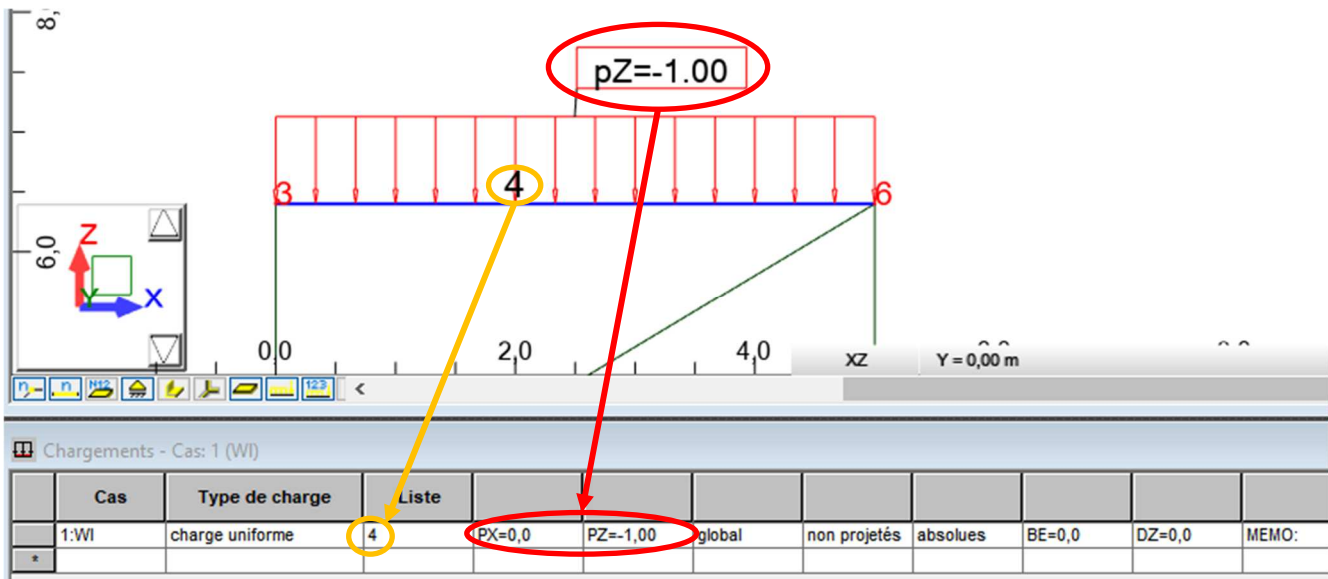 8,
pZ=-1.00
3
4
6
6,0
Z
Y
X
0,0
2,0
4,0
XZ
Y = 0,00 m
n
n
N12
123
<
Chargements - Cas: 1 (WI)
Cas Type de charge Liste
1:WI charge uniforme 4 PX=0,0 PZ=-1,00 global non projetés absolues BE=0,0 DZ=0,0 MEMO:
*